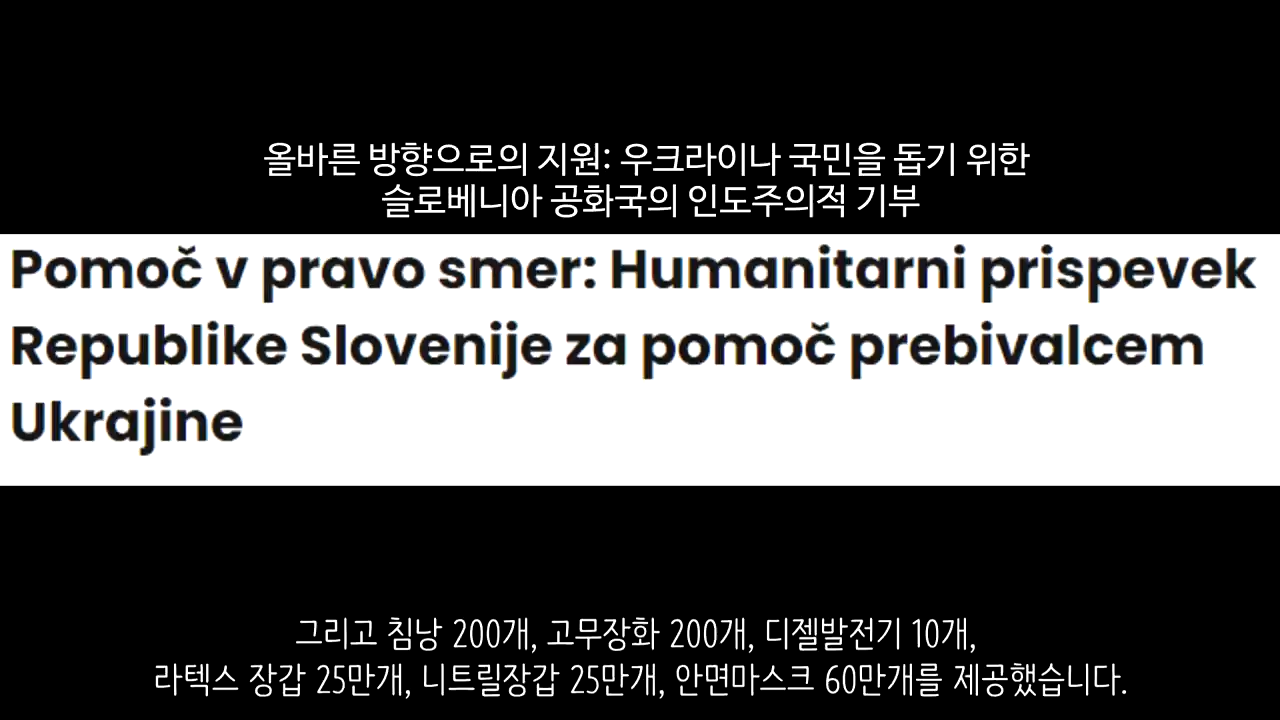 올바른 방향으로의 지원: 우크라이나 국민을 돕기 위한
슬로베니아 공화국의 인도주의적 기부
Pomoč v pravo smer: Humanitarni prispevek
Republike Slovenije za pomoč prebivalcem
Ukrajine
그리고 침낭 200개, 고무장화 200개, 디젤발전기 10개,
라텍스 장갑 25만개, 니트릴장갑 25만개, 안면마스크 60만개를 제공했습니다.